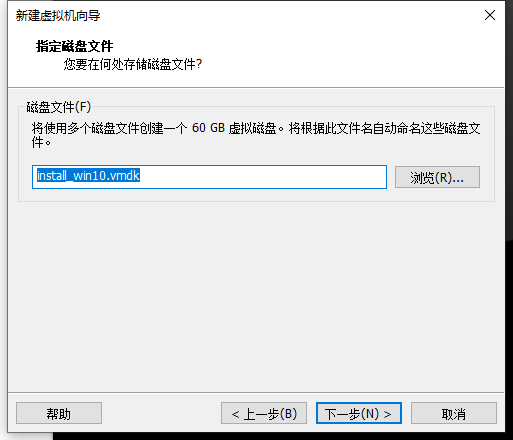 新建虚拟机向导
指定磁盘文件
您要在何处存储磁盘文件?
磁盘文件(F)
将使用多个磁盘文件创建一个 60 GB 虚拟磁盘。将根据此文件名自动命名这些磁盘文
件。
install_win10.vmdk
浏览(R)...
帮助
< 上一步(B)
下一步(N) >
取消